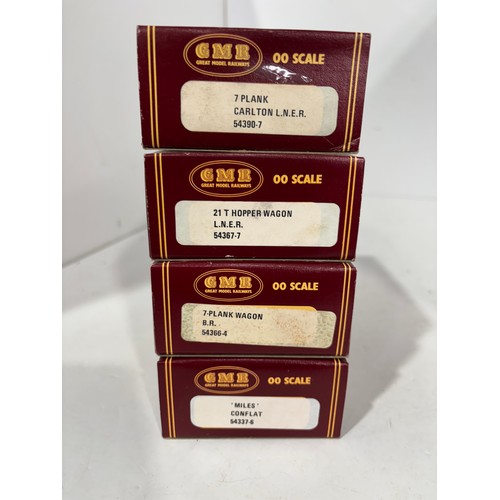 GMR
GREAT MODEL RAILWAYS
OO SCALE
7 PLANK
CARLTON L.N.E.R.
54390-7
GMR
GREAT MODEL RAILWAYS
OO SCALE
21 T HOPPER WAGON
L.N.E.R.
54367-7
GMR
GREAT MODEL RAILWAYS
OO SCALE
7-PLANK WAGON
B.R.
54366-4
GMR
GREAT MODEL RAILWAYS
OO SCALE
'MILES'
CONFLAT
54337-6